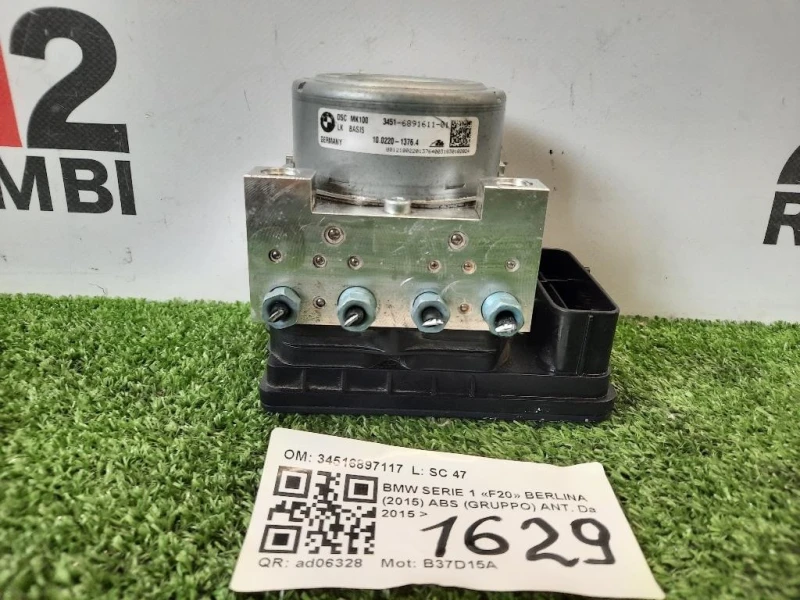 A2
MBI
R
BMW
DSC MK100
3451-6891611-01
LK BASIS
GERMANY
10.0220-1376.4
OM: 34516897117 L: SC 47
BMW SERIE 1 «F20» BERLINA
(2015) ABS (GRUPPO) ANT. Da
2015 >
1629
QR: ad06328 Mot: B37D15A